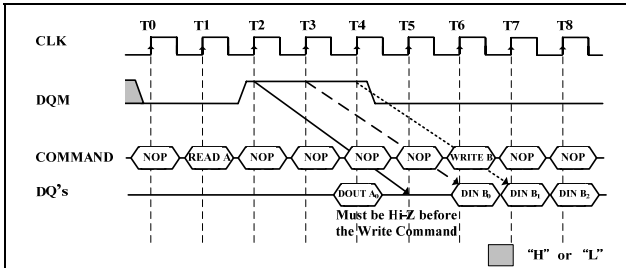 T0 T1 T2 T3 T4 T5 T6 T7 T8
CLK
DQM
COMMAND NOP READ A NOP NOP NOP NOP WRITE B NOP NOP
DQ's DOUT A0 DIN B0 DIN B1 DIN B2
Must be Hi-Z before
the Write Command
"H" or "L"